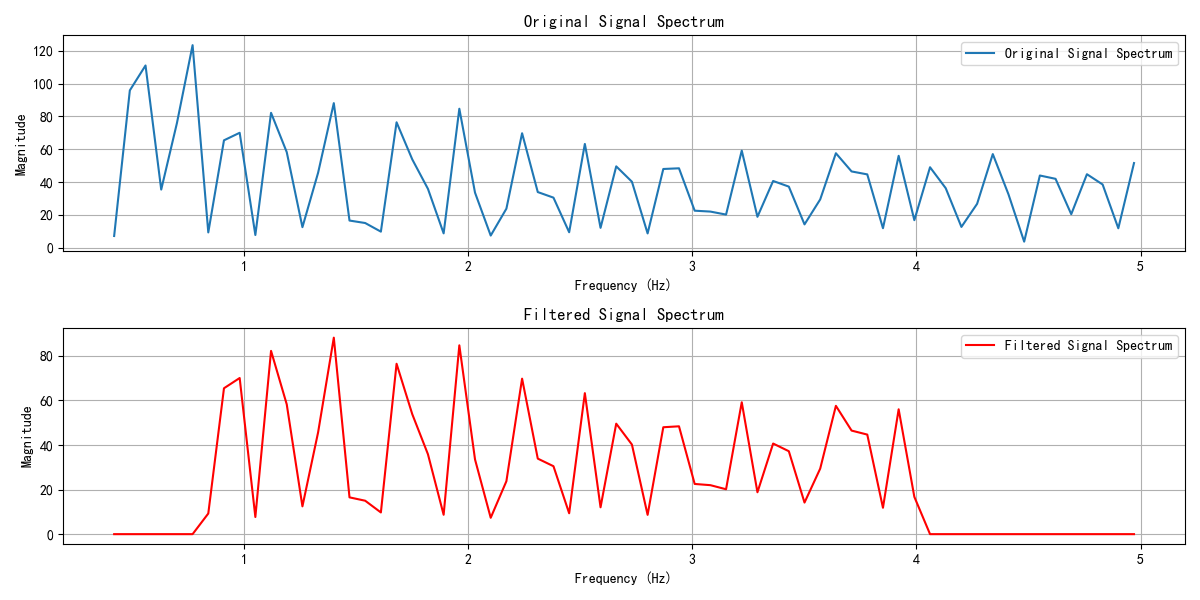 Original Signal Spectrum
Original Signal Spectrum
Magnitude
120
100
80
60
40
20
0
1
2
3
4
5
Frequency (Hz)
Filtered Signal Spectrum
Filtered Signal Spectrum
Magnitude
80
60
40
20
0
1
2
3
4
5
Frequency (Hz)